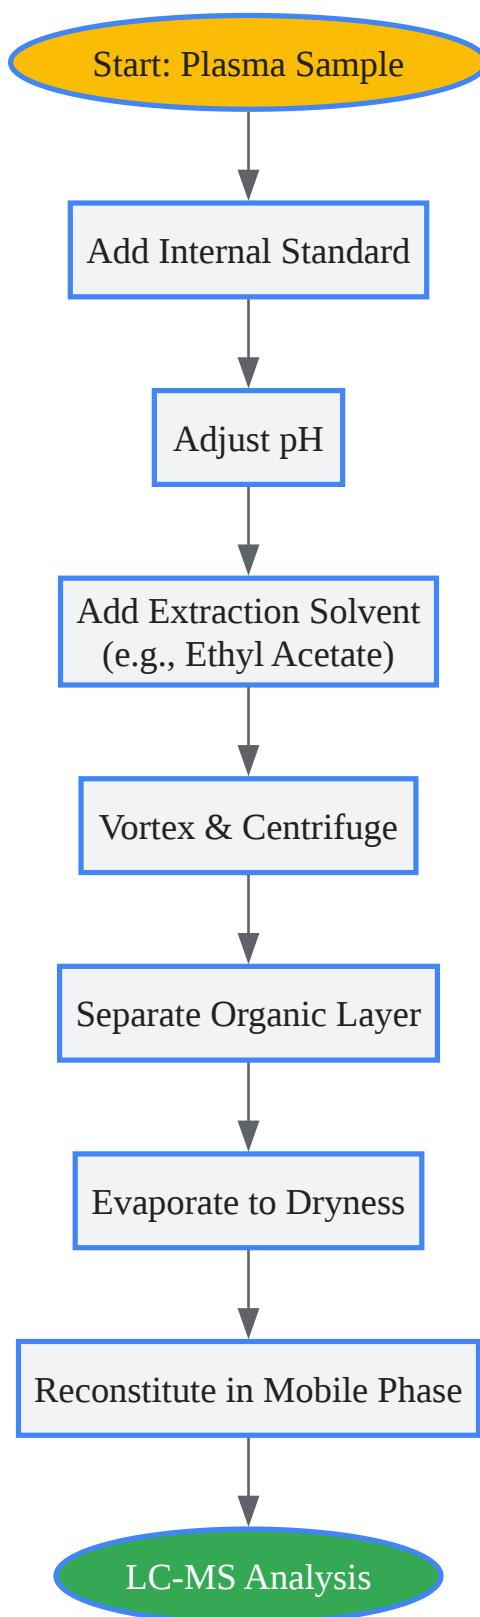 Start: Plasma Sample
Add Internal Standard
Adjust pH
Add Extraction Solvent
(e.g., Ethyl Acetate)
Vortex & Centrifuge
Separate Organic Layer
Evaporate to Dryness
Reconstitute in Mobile Phase
LC-MS Analysis